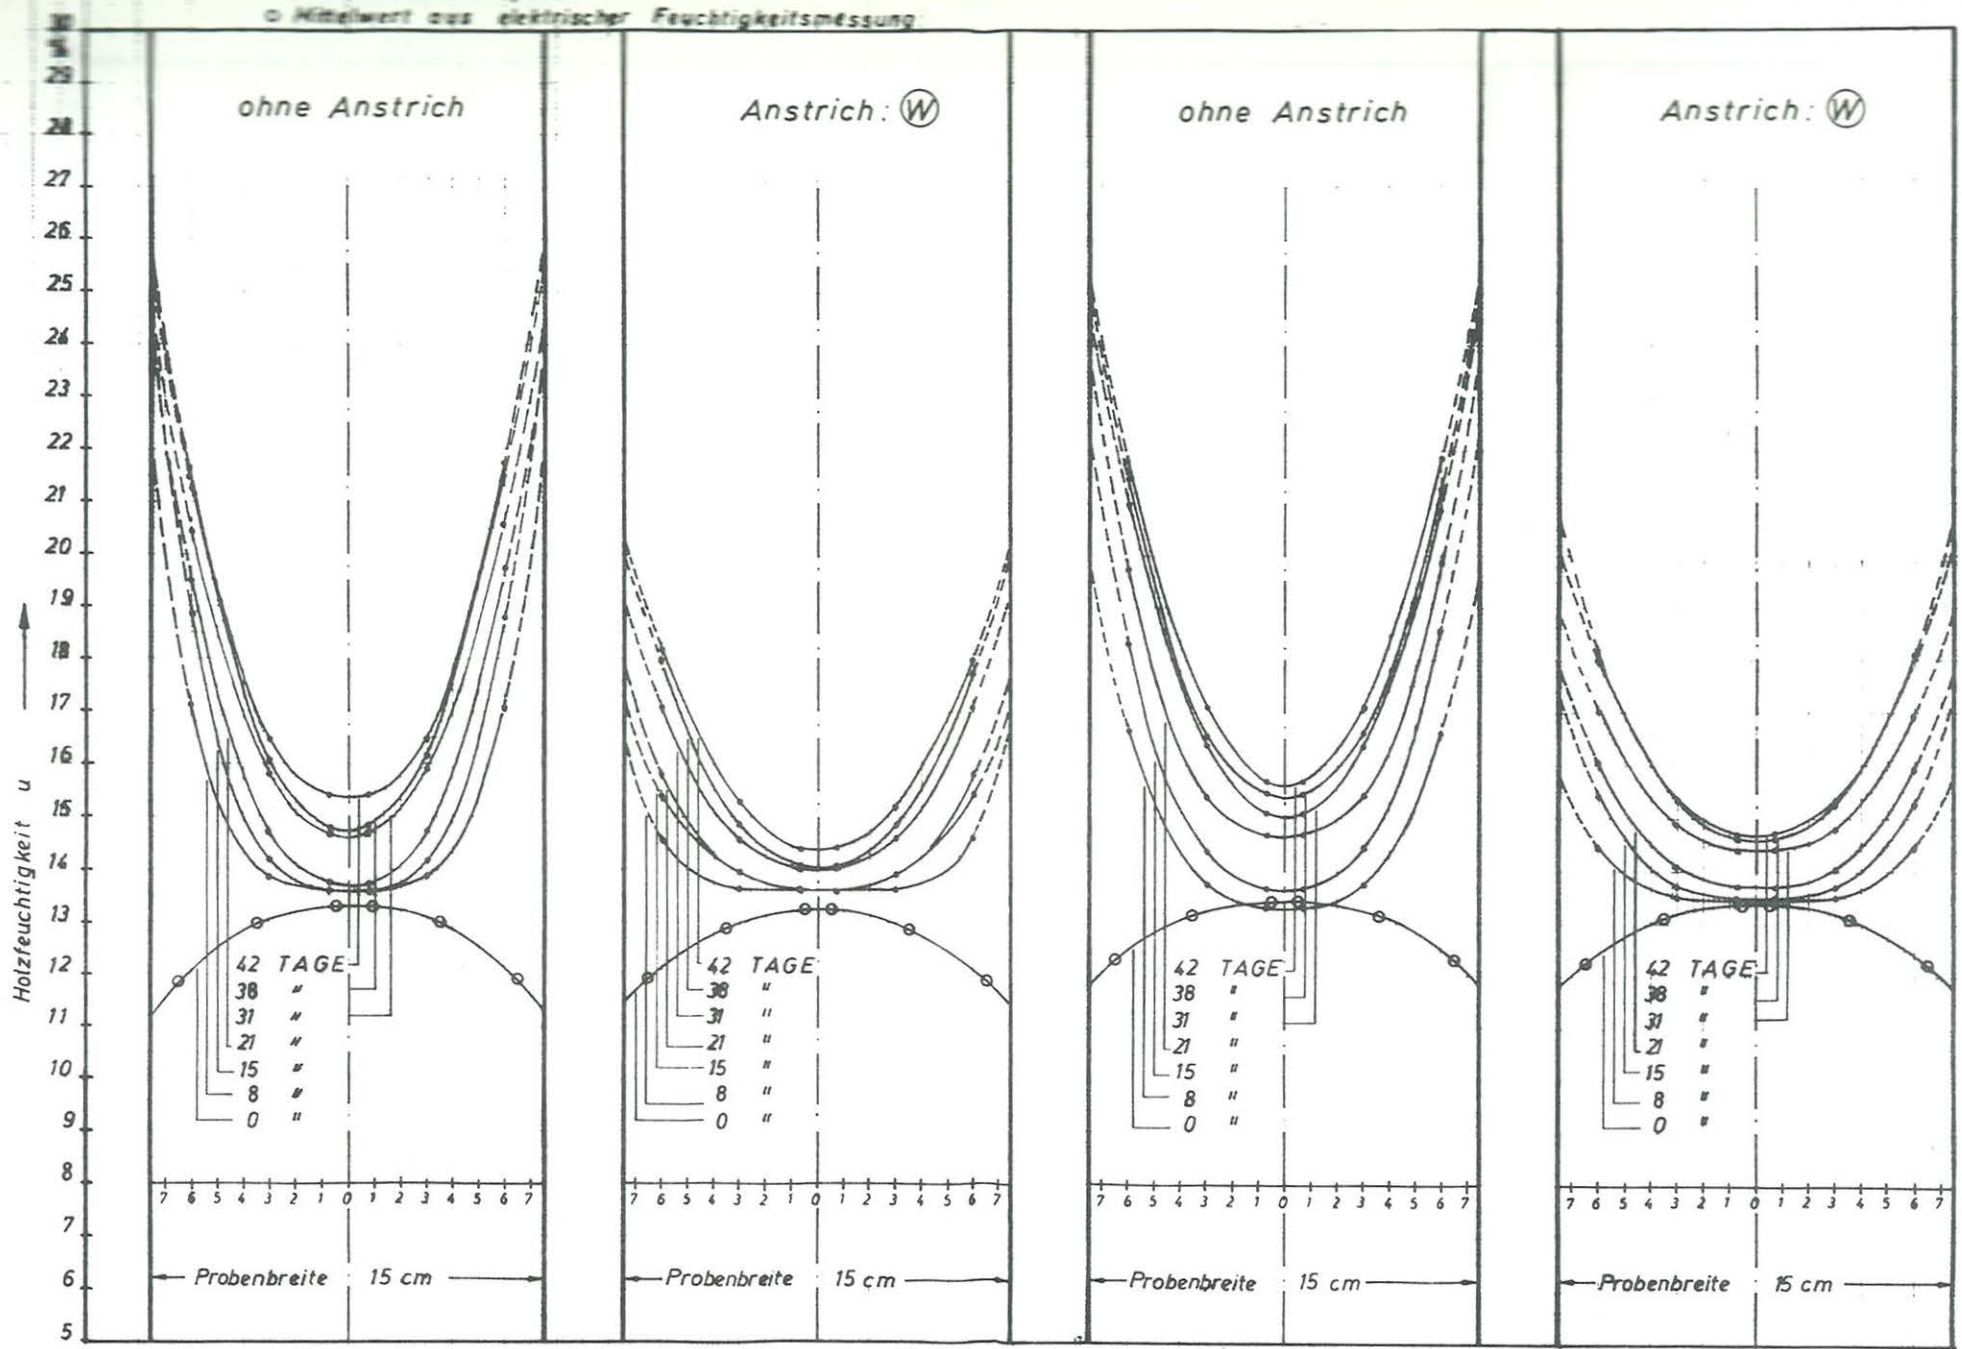 o Mittelwert aus elektrischer Feuchtigkeitsmessung
ohne Anstrich
Anstrich: W
ohne Anstrich
Anstrich: W
29
28
27
26
25
24
23
22
21
20
19
18
17
16
15
14
13
12
11
10
9
8
7
6
5
Holzfeuchtigkeit u
42 TAGE
38 "
31 "
21 "
15 "
8 "
0 "
42 TAGE
38 "
31 "
21 "
15 "
8 "
0 "
42 TAGE
38 "
31 "
21 "
15 "
8 "
0 "
42 TAGE
38 "
31 "
21 "
15 "
8 "
0 "
7 6 5 4 3 2 1 0 1 2 3 4 5 6 7
7 6 5 4 3 2 1 0 1 2 3 4 5 6 7
7 6 5 4 3 2 1 0 1 2 3 4 5 6 7
7 6 5 4 3 2 1 0 1 2 3 4 5 6 7
Probenbreite 15 cm
Probenbreite 15 cm
Probenbreite 15 cm
Probenbreite 15 cm